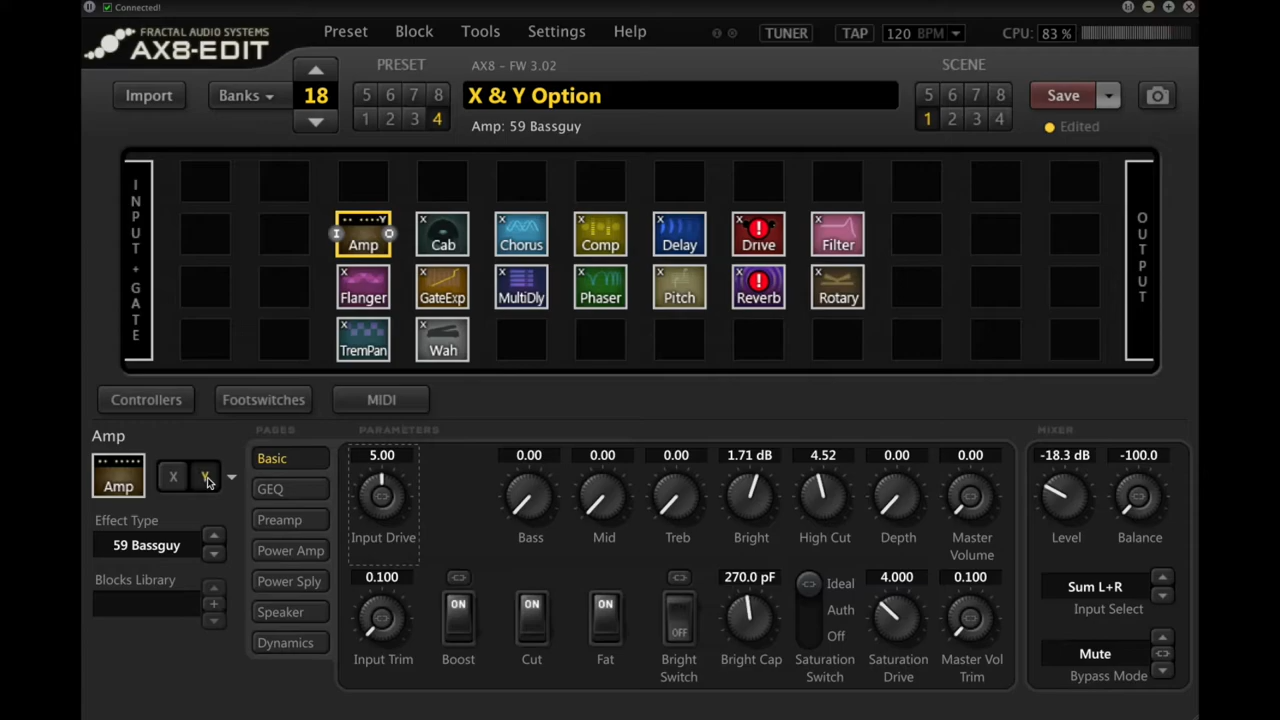 Connected!
FRACTAL AUDIO SYSTEMS
AX8-EDIT
Preset Block Tools Settings Help
TUNER TAP 120 BPM CPU: 83 %
Import Banks 18
PRESET
5 6 7 8
1 2 3 4
AX8 - FW 3.02
X & Y Option
Amp: 59 Bassguy
SCENE
5 6 7 8
1 2 3 4
Save
Edited
INPUT + GATE
Y
I Amp O
X Cab
X Chorus
X Comp
X Delay
X Drive
X Filter
X Flanger
X GateExp
X MultiDly
X Phaser
X Pitch
X Reverb
X Rotary
X TremPan
X Wah
OUTPUT
Controllers Footswitches MIDI
Amp
Amp
X Y
Effect Type
59 Bassguy
Blocks Library
PAGES
Basic
GEQ
Preamp
Power Amp
Power Sply
Speaker
Dynamics
PARAMETERS
5.00 0.00 0.00 0.00 1.71 dB 4.52 0.00 0.00
Input Drive Bass Mid Treb Bright High Cut Depth Master Volume
0.100 ON ON ON OFF 270.0 pF Ideal Auth Off 4.000 0.100
Input Trim Boost Cut Fat Bright Switch Bright Cap Saturation Switch Saturation Drive Master Vol Trim
MIXER
-18.3 dB -100.0
Level Balance
Sum L+R
Input Select
Mute
Bypass Mode